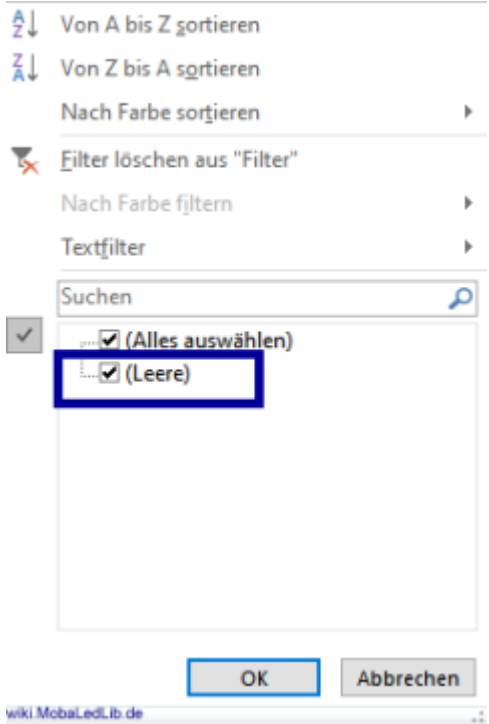 Von A bis Z sortieren
Von Z bis A sortieren
Nach Farbe sortieren
Filter löschen aus "Filter"
Nach Farbe filtern
Textfilter
Suchen
(Alles auswählen)
(Leere)
OK Abbrechen
wiki.MobaLedLib.de